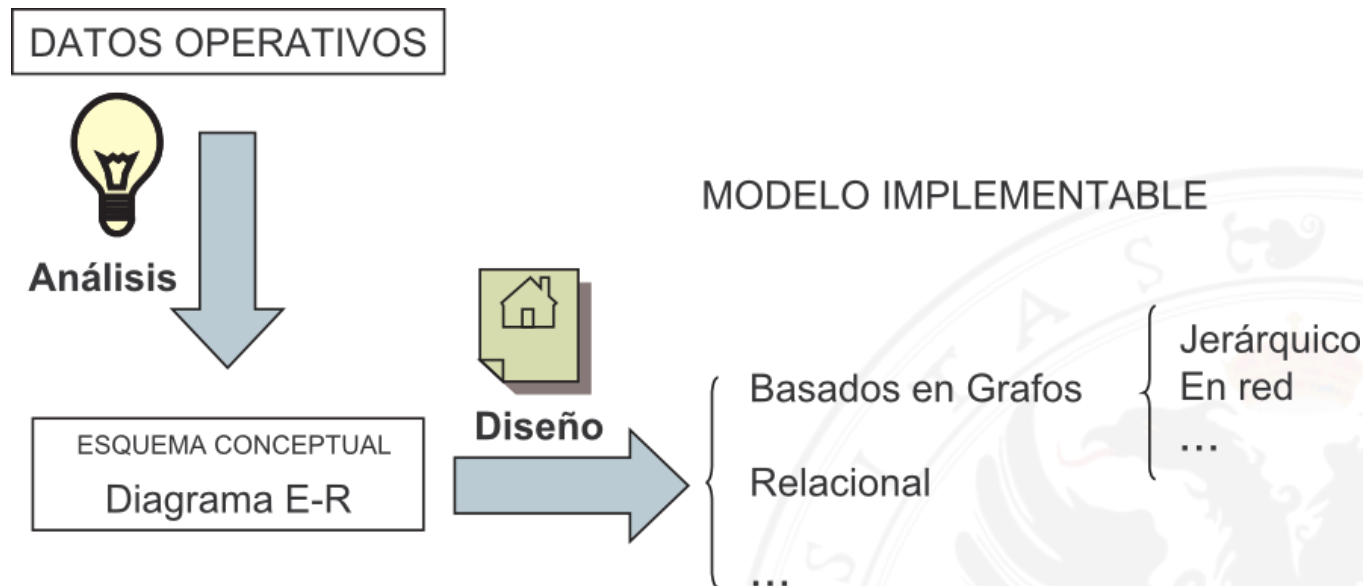 DATOS OPERATIVOS
Análisis
MODELO IMPLEMENTABLE
Diseño
ESQUEMA CONCEPTUAL
Diagrama E-R
Basados en Grafos
Relacional
...
Jerárquico
En red
...
S I T A S